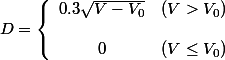 D = { 0.3√(V − V₀) (V > V₀)
0 (V ≤ V₀)